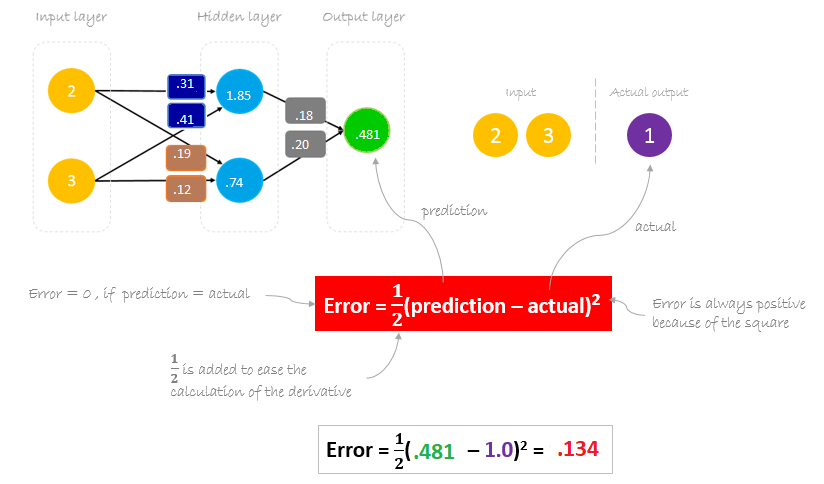 Input layer
Hidden layer
Output layer
2
3
.31
.41
.19
.12
1.85
.74
.18
.20
.481
Input
Actual output
2
3
1
prediction
actual
Error = 0 , if prediction = actual
Error = 1/2(prediction – actual)²
Error is always positive
because of the square
1/2 is added to ease the
calculation of the derivative
Error = 1/2(.481 – 1.0)² = .134